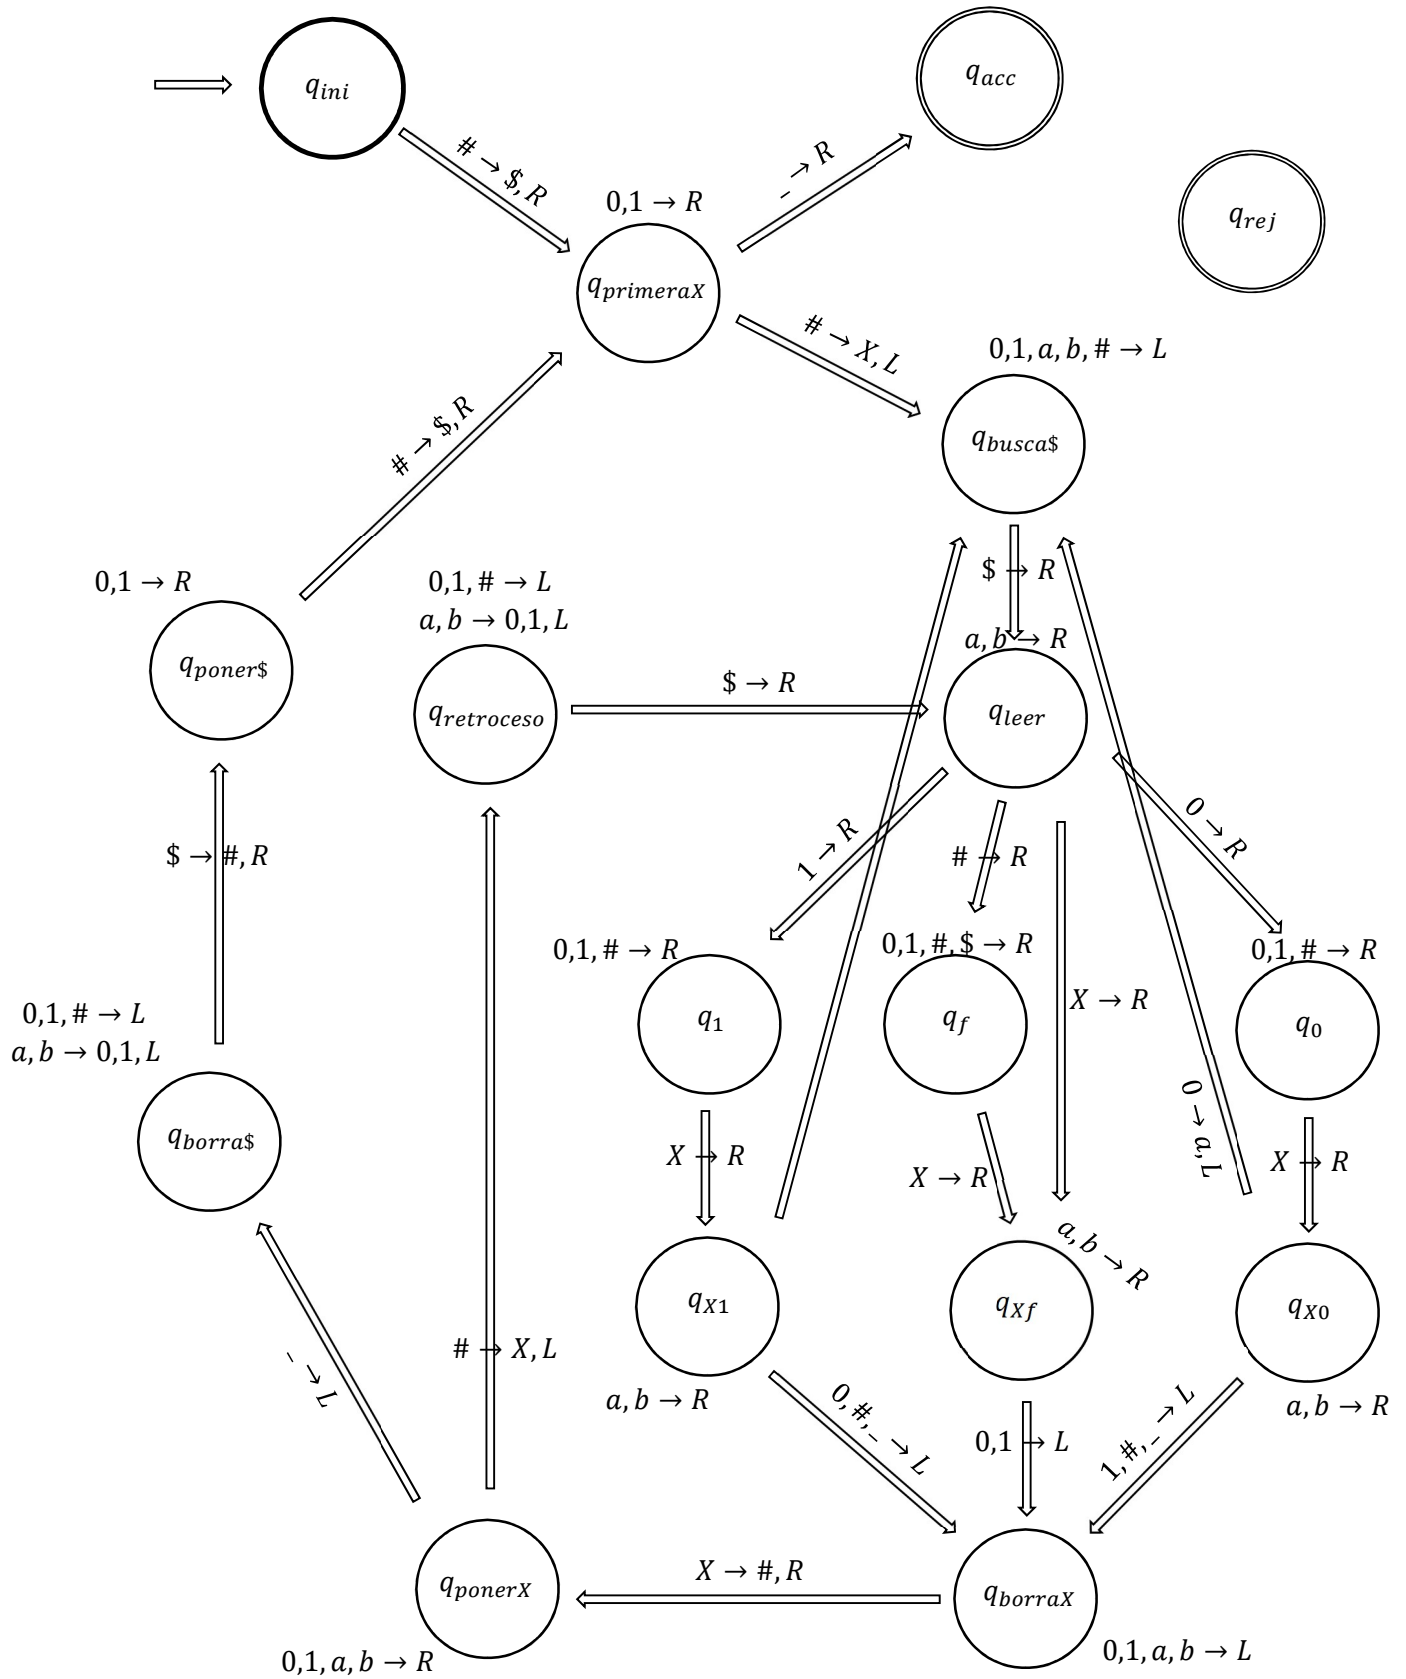 q_ini
q_acc
# → $, R
_ → R
q_rej
0,1 → R
q_primeraX
# → X, L
0,1, a, b, # → L
q_busca$
# → $, R
$ → R
0,1 → R
0,1, # → L
a, b → 0,1, L
a, b → R
q_poner$
q_retroceso
$ → R
q_leer
1 → R
# → R
0 → R
$ → #, R
0,1, # → R
0,1, #, $ → R
0,1, # → R
X → R
0,1, # → L
a, b → 0,1, L
q_1
q_f
q_0
q_borra$
X → R
X → R
0 → a, L
X → R
a, b → R
q_X1
q_Xf
q_X0
_ → L
# → X, L
a, b → R
0, #, _ → L
0,1 → L
1, #, _ → L
a, b → R
q_ponerX
X → #, R
q_borraX
0,1, a, b → R
0,1, a, b → L